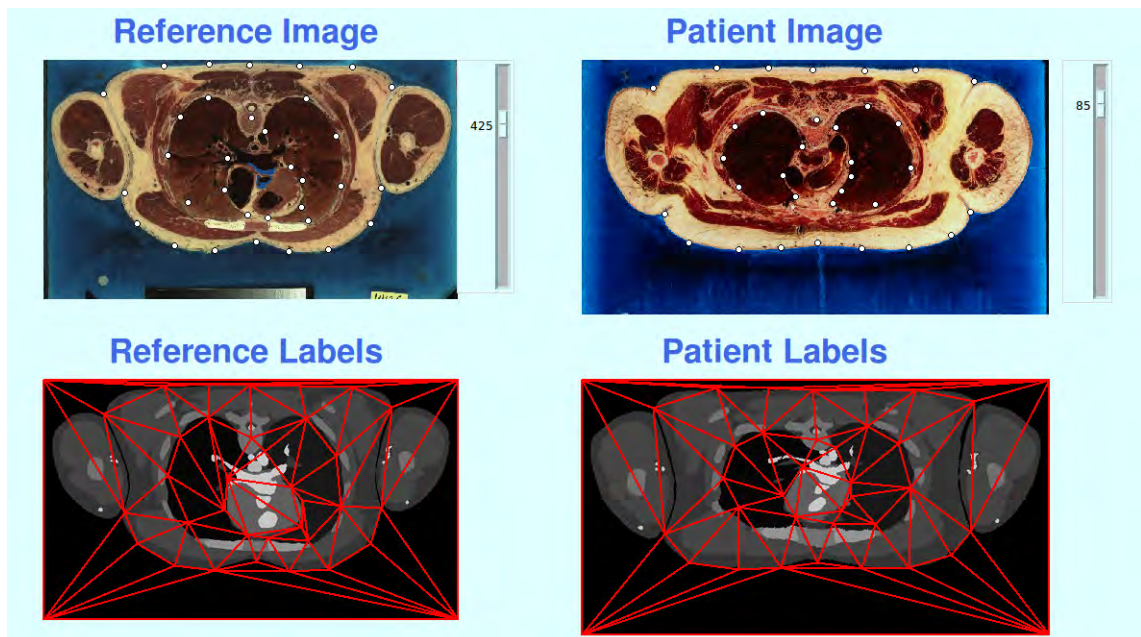 Reference Image
Patient Image
425
85
Reference Labels
Patient Labels